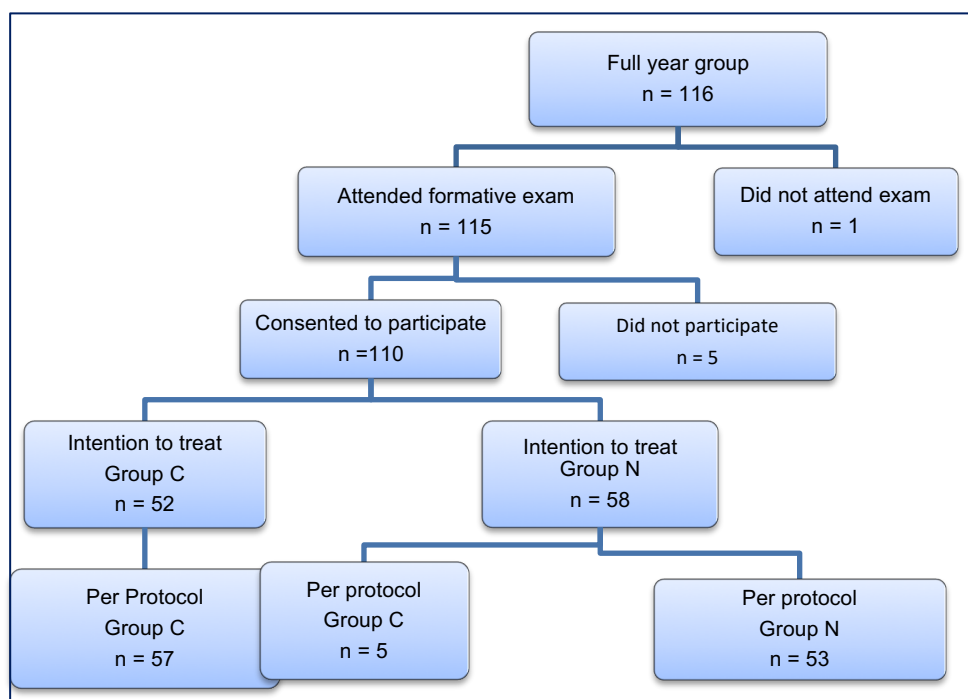 Full year group
n = 116
Attended formative exam
n = 115
Did not attend exam
n = 1
Consented to participate
n =110
Did not participate
n = 5
Intention to treat
Group C
n = 52
Intention to treat
Group N
n = 58
Per Protocol
Group C
n = 57
Per protocol
Group C
n = 5
Per protocol
Group N
n = 53